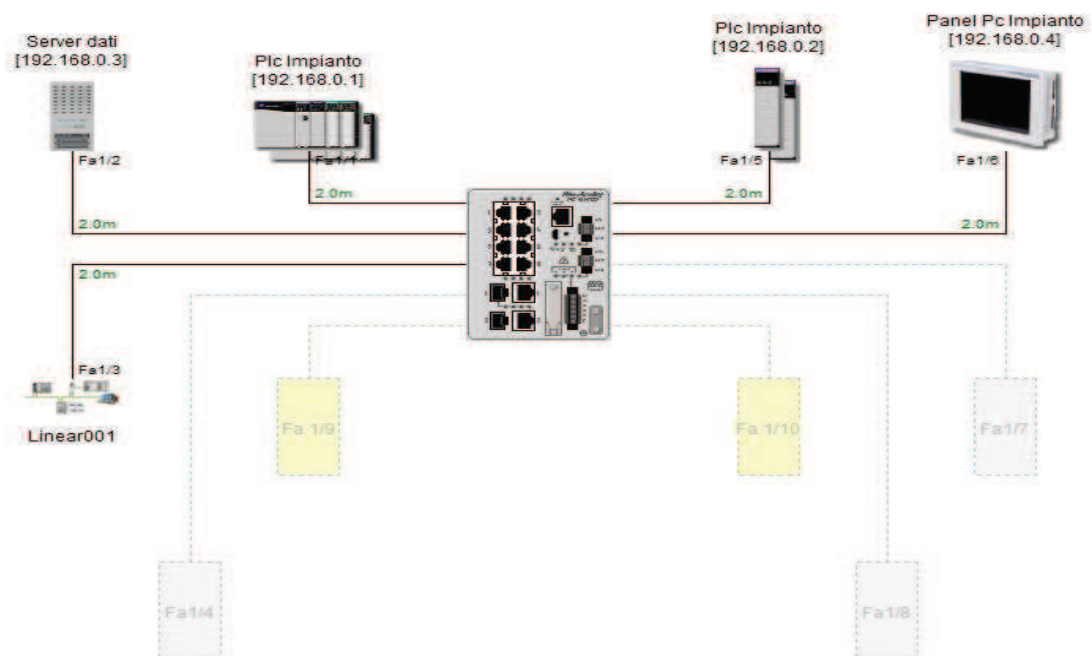 Server dati
[192.168.0.3]
Plc Impianto
[192.168.0.1]
Plc Impianto
[192.168.0.2]
Panel Pc Impianto
[192.168.0.4]
Fa1/2
Fa1/1
Fa1/5
Fa1/6
2.0m
2.0m
2.0m
2.0m
2.0m
Fa1/3
Linear001
Fa 1/9
Fa 1/10
Fa1/7
Fa1/4
Fa1/8